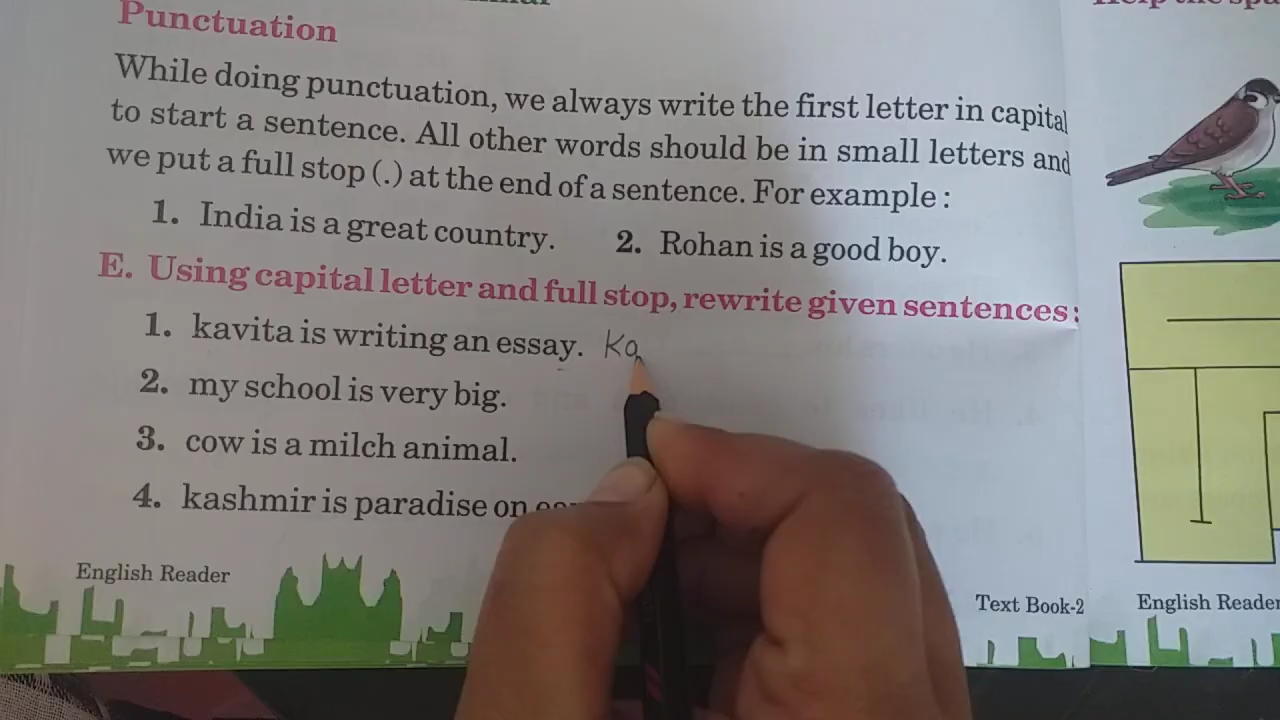 Punctuation
While doing punctuation, we always write the first letter in capital
to start a sentence. All other words should be in small letters and
we put a full stop (.) at the end of a sentence. For example :
1. India is a great country. 2. Rohan is a good boy.
E. Using capital letter and full stop, rewrite given sentences :
1. kavita is writing an essay. Ka
2. my school is very big.
3. cow is a milch animal.
4. kashmir is paradise on
English Reader
Text Book-2
English Reader